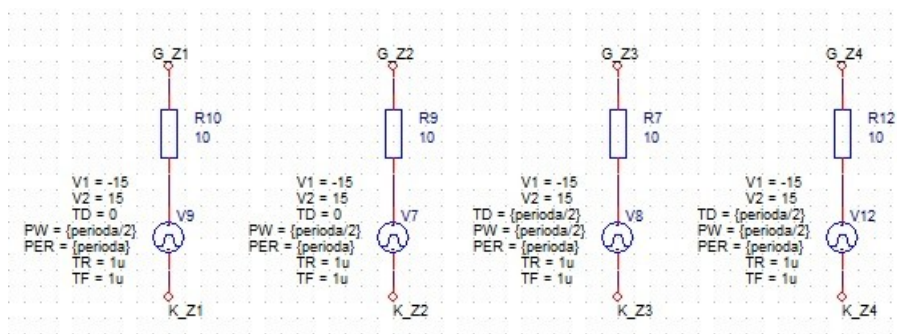 G_Z1
R10
10
V1 = -15
V2 = 15
TD = 0
PW = {perioda/2}
PER = {perioda}
TR = 1u
TF = 1u
V9
K_Z1
G_Z2
R9
10
V1 = -15
V2 = 15
TD = 0
PW = {perioda/2}
PER = {perioda}
TR = 1u
TF = 1u
V7
K_Z2
G_Z3
R7
10
V1 = -15
V2 = 15
TD = {perioda/2}
PW = {perioda/2}
PER = {perioda}
TR = 1u
TF = 1u
V8
K_Z3
G_Z4
R12
10
V1 = -15
V2 = 15
TD = {perioda/2}
PW = {perioda/2}
PER = {perioda}
TR = 1u
TF = 1u
V12
K_Z4